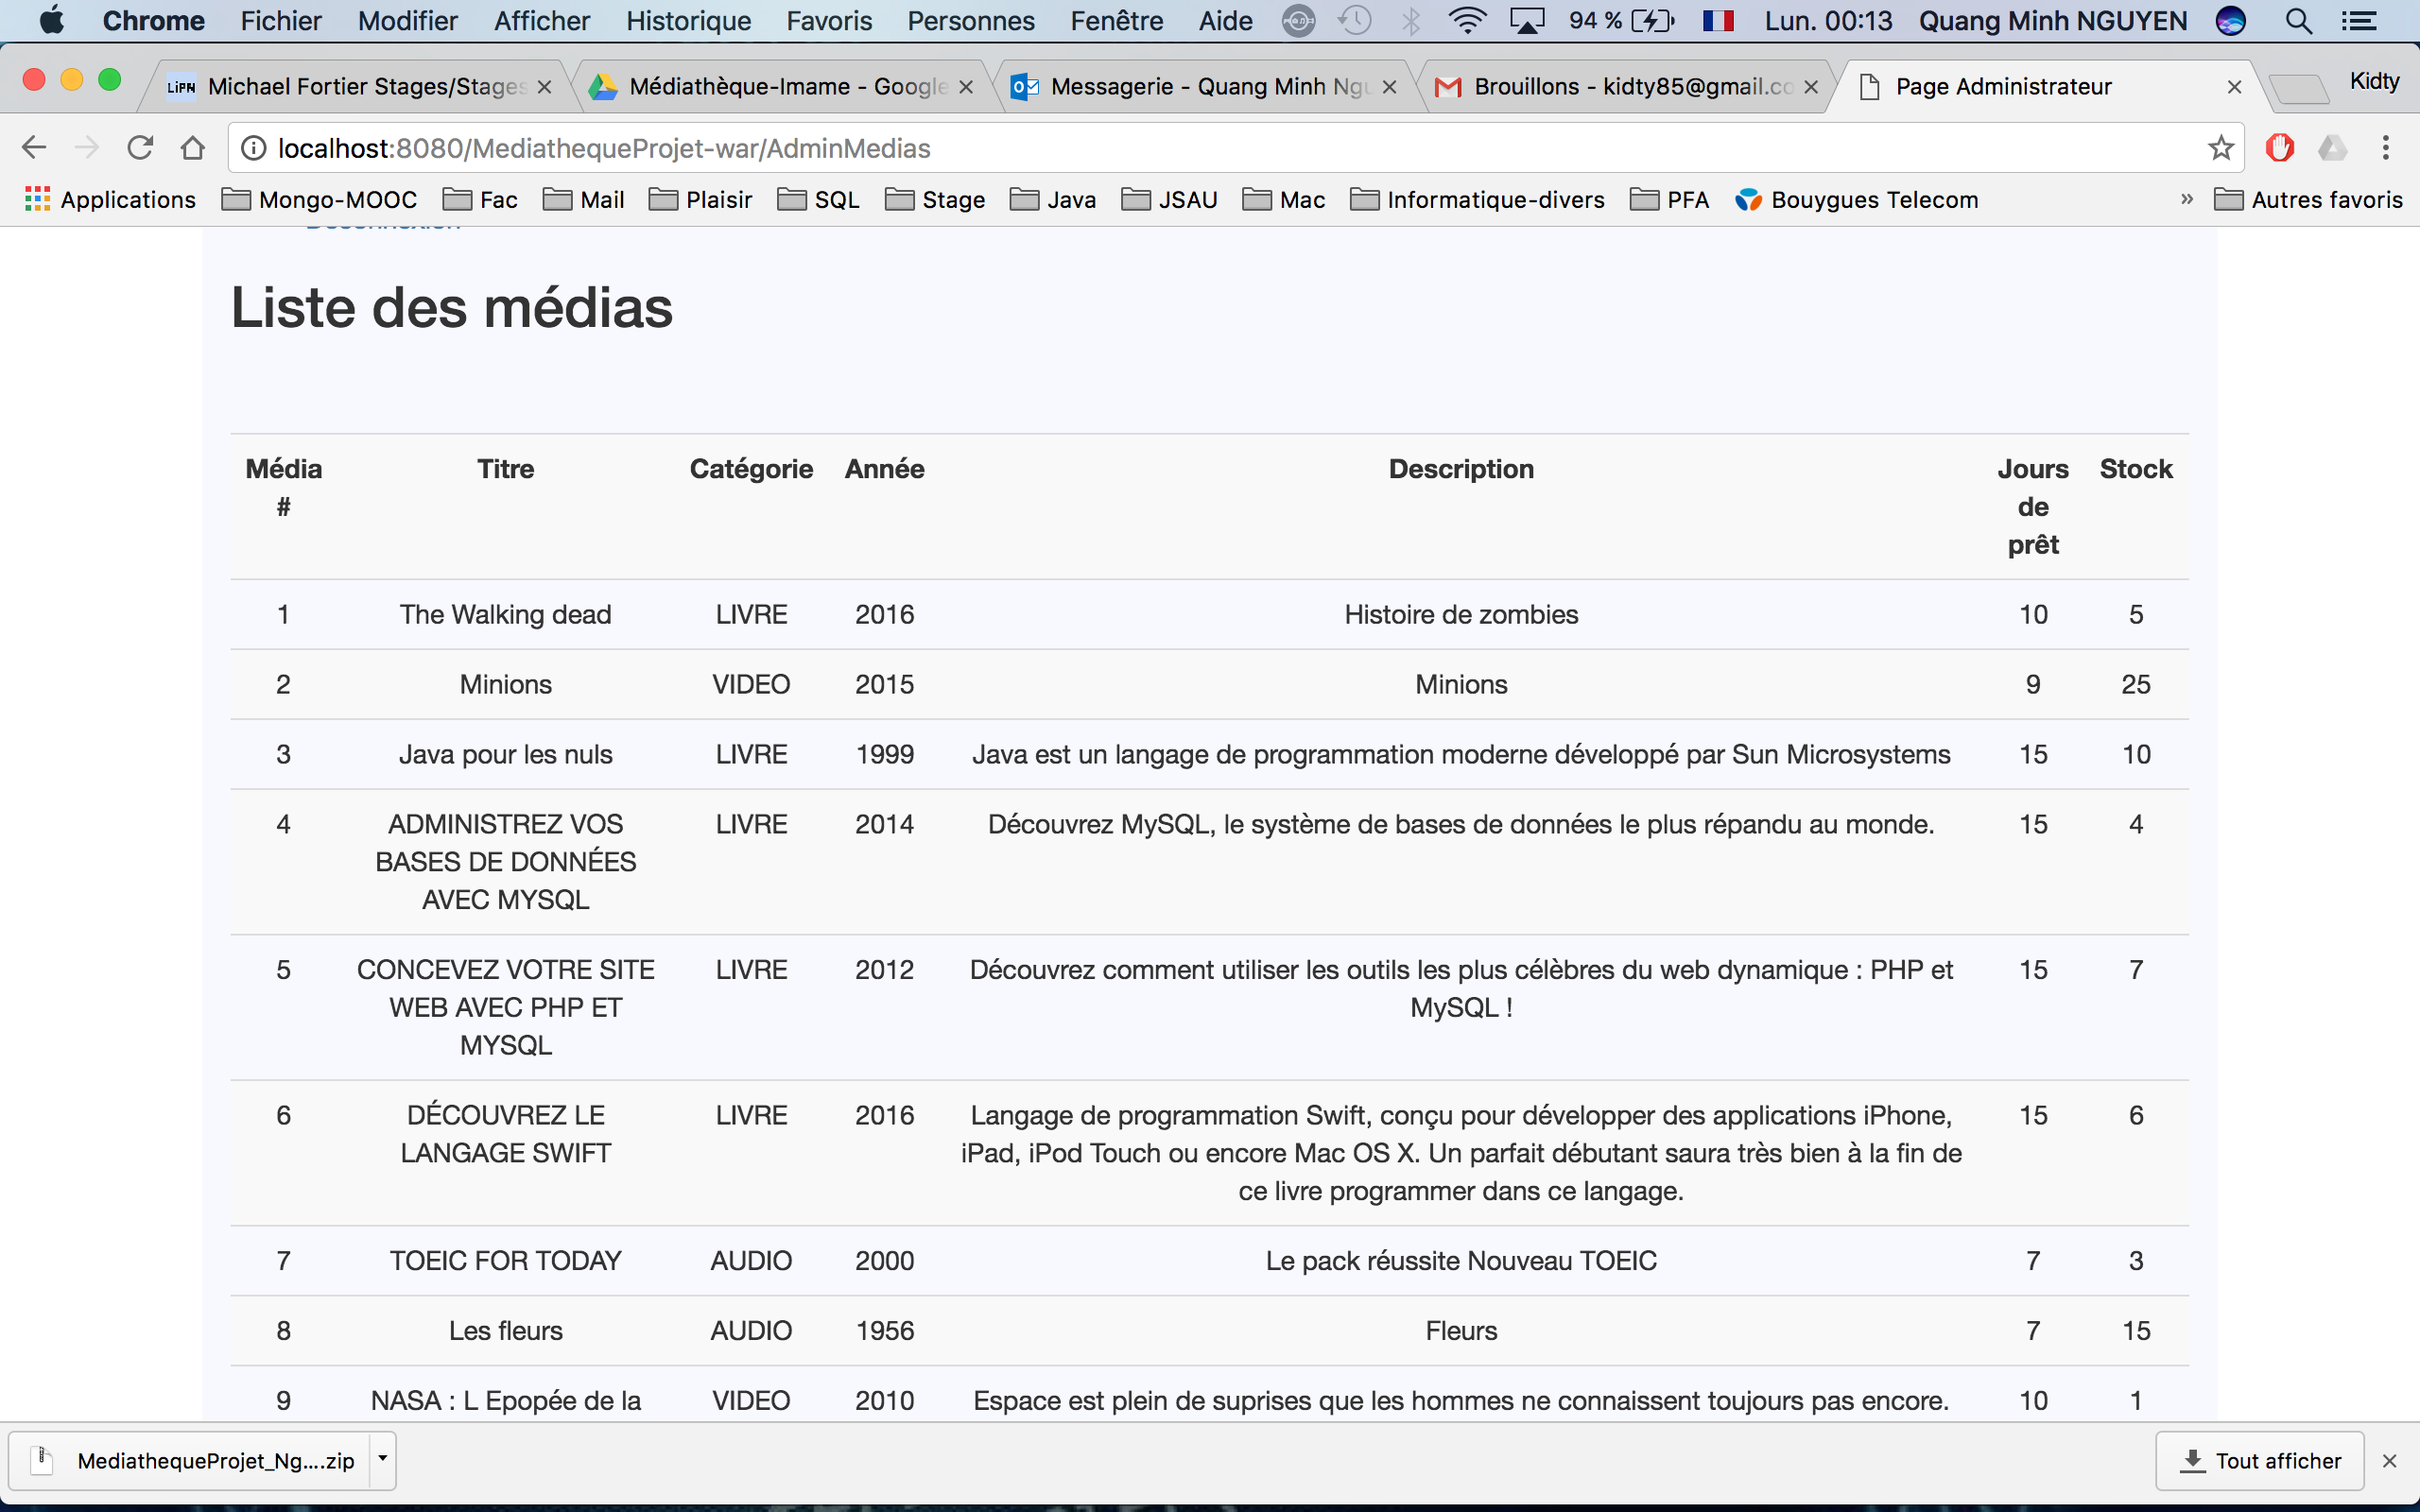 Chrome Fichier Modifier Afficher Historique Favoris Personnes Fenêtre Aide 94 % Lun. 00:13 Quang Minh NGUYEN
LiPN Michael Fortier Stages/Stages Médiathèque-Imame - Google Messagerie - Quang Minh Ngu Brouillons - kidty85@gmail.co Page Administrateur Kidty
localhost:8080/MediathequeProjet-war/AdminMedias
Applications Mongo-MOOC Fac Mail Plaisir SQL Stage Java JSAU Mac Informatique-divers PFA Bouygues Telecom » Autres favoris
Déconnexion
Liste des médias
Média Titre Catégorie Année Description Jours Stock
# de
prêt
1 The Walking dead LIVRE 2016 Histoire de zombies 10 5
2 Minions VIDEO 2015 Minions 9 25
3 Java pour les nuls LIVRE 1999 Java est un langage de programmation moderne développé par Sun Microsystems 15 10
4 ADMINISTREZ VOS LIVRE 2014 Découvrez MySQL, le système de bases de données le plus répandu au monde. 15 4
BASES DE DONNÉES
AVEC MYSQL
5 CONCEVEZ VOTRE SITE LIVRE 2012 Découvrez comment utiliser les outils les plus célèbres du web dynamique : PHP et 15 7
WEB AVEC PHP ET MySQL !
MYSQL
6 DÉCOUVREZ LE LIVRE 2016 Langage de programmation Swift, conçu pour développer des applications iPhone, 15 6
LANGAGE SWIFT iPad, iPod Touch ou encore Mac OS X. Un parfait débutant saura très bien à la fin de
ce livre programmer dans ce langage.
7 TOEIC FOR TODAY AUDIO 2000 Le pack réussite Nouveau TOEIC 7 3
8 Les fleurs AUDIO 1956 Fleurs 7 15
9 NASA : L Epopée de la VIDEO 2010 Espace est plein de suprises que les hommes ne connaissent toujours pas encore. 10 1
MediathequeProjet_Ng....zip Tout afficher